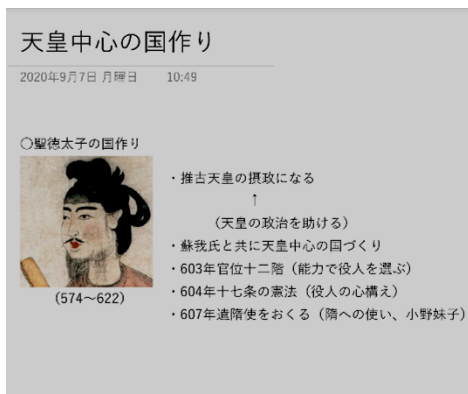 天皇中心の国作り
2020年9月7日 月曜日 10:49
○聖徳太子の国作り
・推古天皇の摂政になる
↑
(天皇の政治を助ける)
・蘇我氏と共に天皇中心の国づくり
・603年官位十二階(能力で役人を選ぶ)
・604年十七条の憲法(役人の心構え)
・607年遣隋使をおくる(隋への使い、小野妹子)
(574~622)